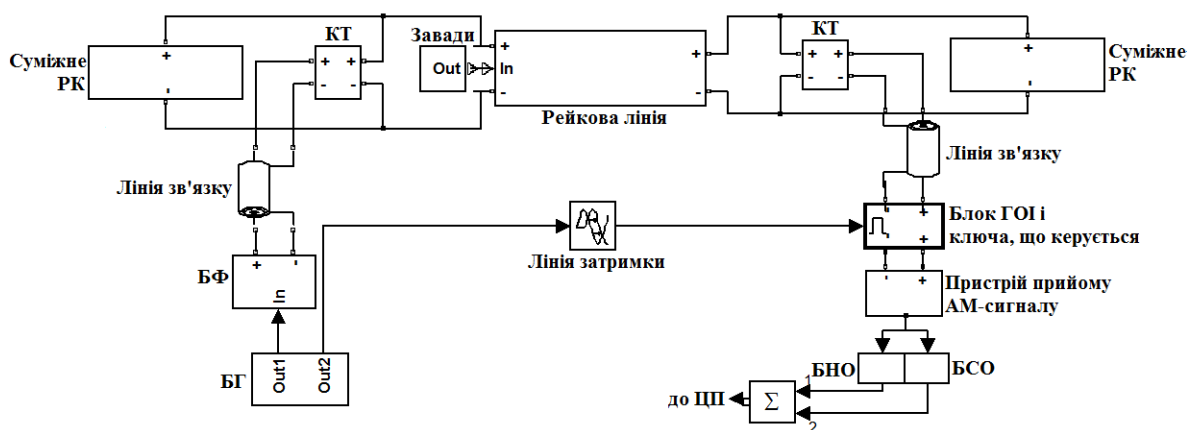 КТ
Завади
КТ
Суміжне
РК
+
-
+ +
- -
Out
+
In
-
+
-
Рейкова лінія
+ +
- -
+
-
Суміжне
РК
Лінія зв'язку
Лінія зв'язку
Лінія затримки
- +
- +
Блок ГОІ і
ключа, що керується
БФ
+ -
In
- +
Пристрій прийому
АМ-сигналу
БГ
Out1
Out2
БНО
БСО
до ЦП
Σ
1
2